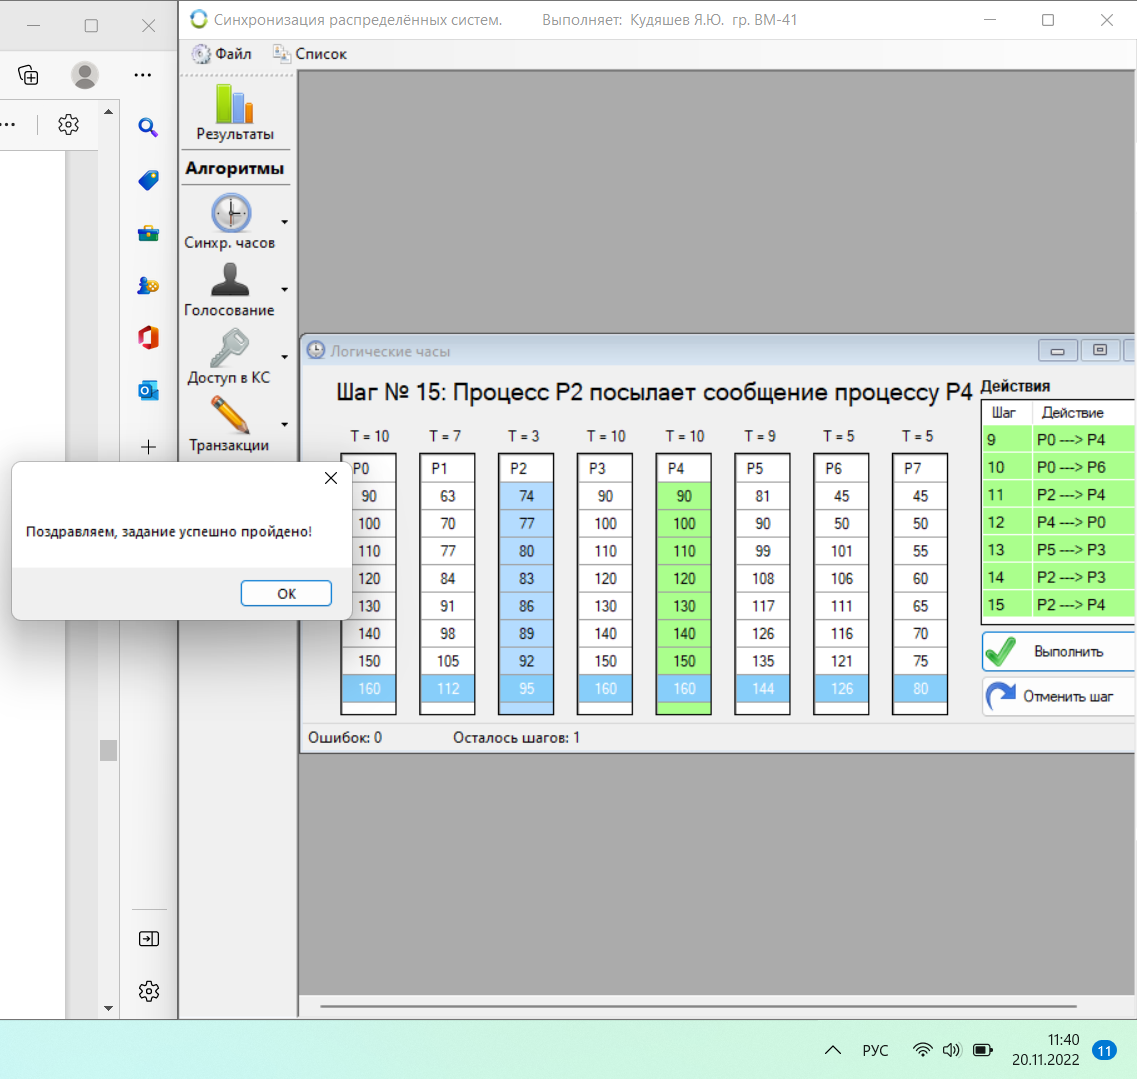 Синхронизация распределённых систем. Выполняет: Кудяшев Я.Ю. гр. ВМ-41
Файл Список
Результаты
Алгоритмы
Синхр. часов
Голосование
Доступ в КС
Транзакции
Логические часы
Шаг № 15: Процесс P2 посылает сообщение процессу P4
T = 10 T = 7 T = 3 T = 10 T = 10 T = 9 T = 5 T = 5
P0 P1 P2 P3 P4 P5 P6 P7
90 63 74 90 90 81 45 45
100 70 77 100 100 90 50 50
110 77 80 110 110 99 101 55
120 84 83 120 120 108 106 60
130 91 86 130 130 117 111 65
140 98 89 140 140 126 116 70
150 105 92 150 150 135 121 75
160 112 95 160 160 144 126 80
Действия
Шаг Действие
9 P0 ---> P4
10 P0 ---> P6
11 P2 ---> P4
12 P4 ---> P0
13 P5 ---> P3
14 P2 ---> P3
15 P2 ---> P4
Выполнить
Отменить шаг
Ошибок: 0 Осталось шагов: 1
Поздравляем, задание успешно пройдено!
ОК
РУС
11:40
20.11.2022
11